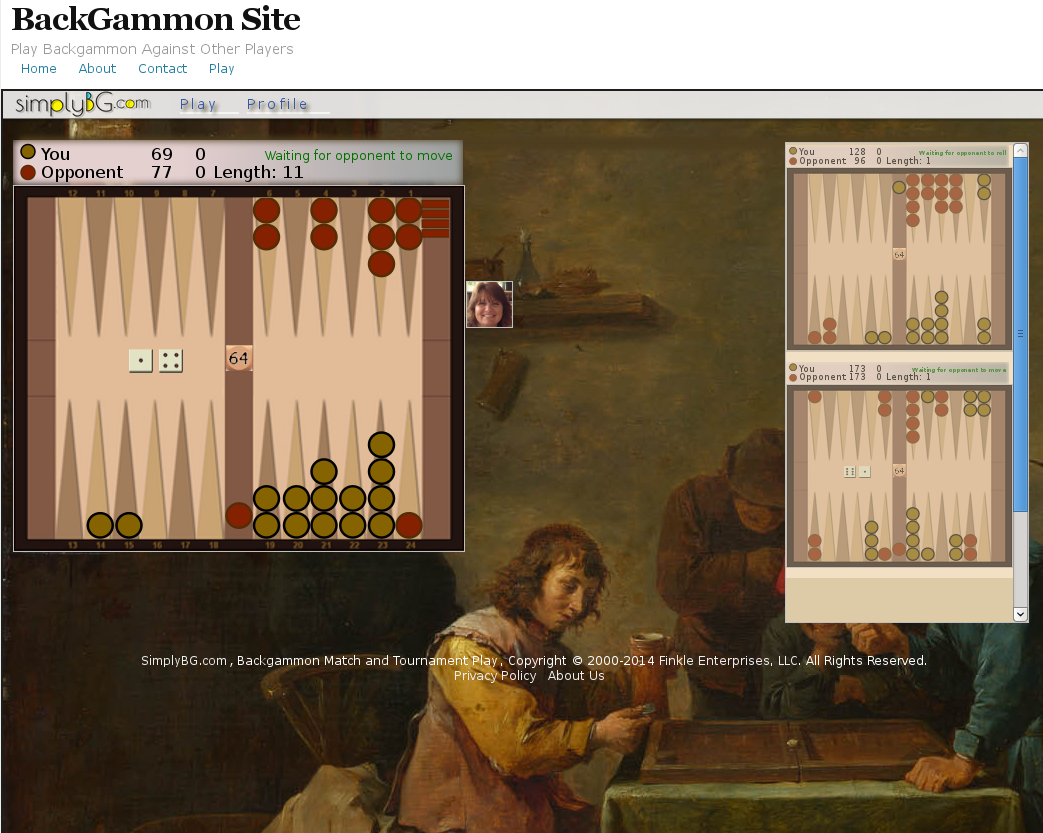 BackGammon Site
Play Backgammon Against Other Players
Home About Contact Play
simplyBG.com Play Profile
You 69 0 Waiting for opponent to move
Opponent 77 0 Length: 11
12 11 10 9 8 7 6 5 4 3 2 1
64
13 14 15 16 17 18 19 20 21 22 23 24
You 128 0 Waiting for opponent to roll
Opponent 96 0 Length: 1
64
You 173 0 Waiting for opponent to move
Opponent 173 0 Length: 1
64
SimplyBG.com , Backgammon Match and Tournament Play, Copyright © 2000-2014 Finkle Enterprises, LLC. All Rights Reserved.
Privacy Policy About Us